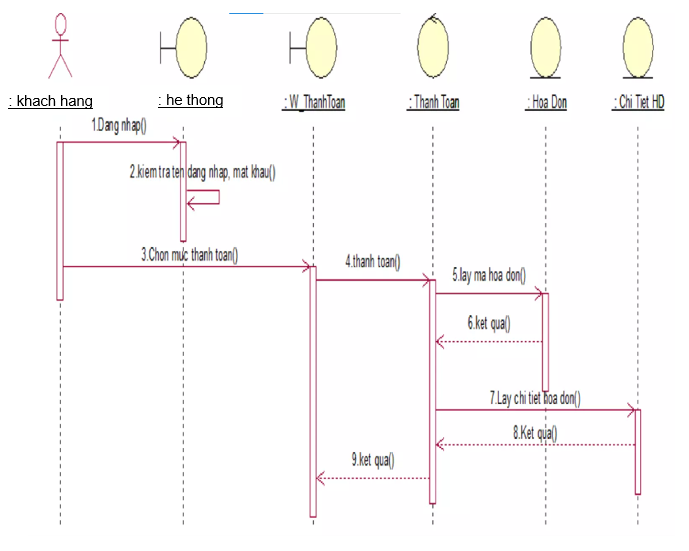 : khach hang
: he thong
: W_ThanhToan
: Thanh Toan
: Hoa Don
: Chi Tiet HD
1.Dang nhap()
2.kiem tra ten dang nhap, mat khau()
3.Chon muc thanh toan()
4.thanh toan()
5.lay ma hoa don()
6.ket qua()
7.Lay chi tiet hoa don()
8.Ket qua()
9.ket qua()